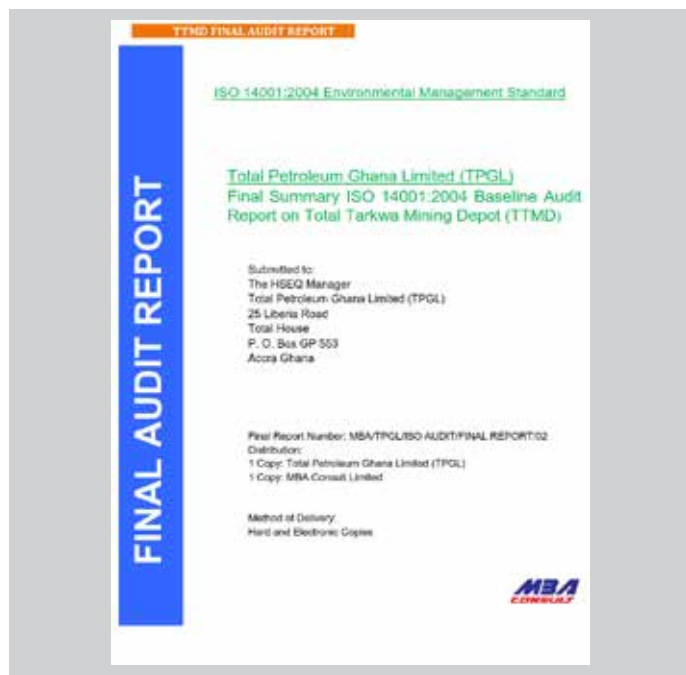 TTMD FINAL AUDIT REPORT
FINAL AUDIT REPORT
ISO 14001:2004 Environmental Management Standard
Total Petroleum Ghana Limited (TPGL)
Final Summary ISO 14001:2004 Baseline Audit
Report on Total Tarkwa Mining Depot (TTMD)
Submitted to:
The HSEQ Manager
Total Petroleum Ghana Limited (TPGL)
25 Liberia Road
Total House
P. O. Box GP 553
Accra Ghana
Final Report Number: MBA/TPGL/ISO AUDIT/FINAL REPORT/02
Distribution:
1 Copy: Total Petroleum Ghana Limited (TPGL)
1 Copy: MBA Consult Limited
Method of Delivery:
Hard and Electronic Copies
MBA
CONSULT